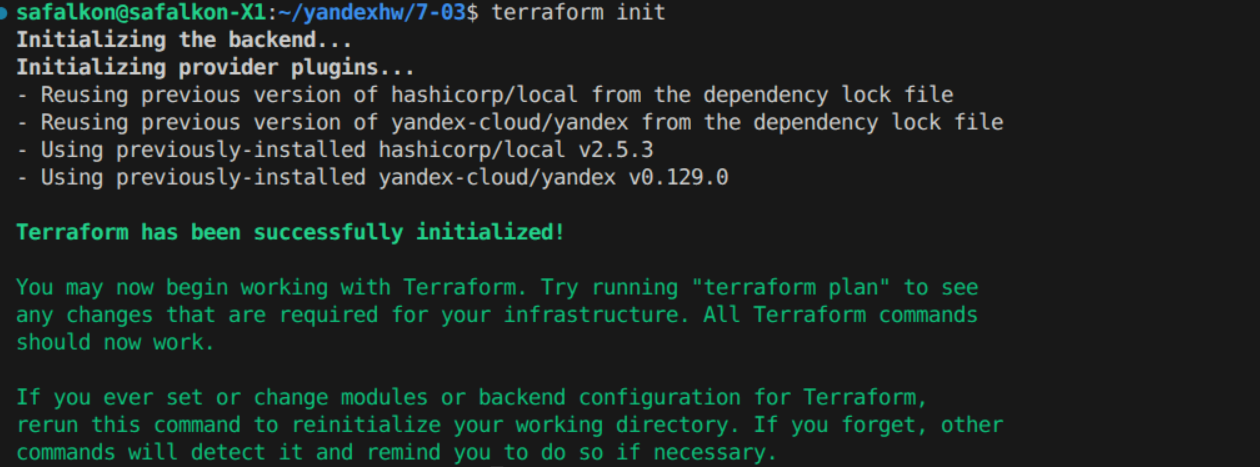 safalkon@safalkon-X1:~/yandexhw/7-03$ terraform init
Initializing the backend...
Initializing provider plugins...
- Reusing previous version of hashicorp/local from the dependency lock file
- Reusing previous version of yandex-cloud/yandex from the dependency lock file
- Using previously-installed hashicorp/local v2.5.3
- Using previously-installed yandex-cloud/yandex v0.129.0
Terraform has been successfully initialized!
You may now begin working with Terraform. Try running "terraform plan" to see
any changes that are required for your infrastructure. All Terraform commands
should now work.
If you ever set or change modules or backend configuration for Terraform,
rerun this command to reinitialize your working directory. If you forget, other
commands will detect it and remind you to do so if necessary.